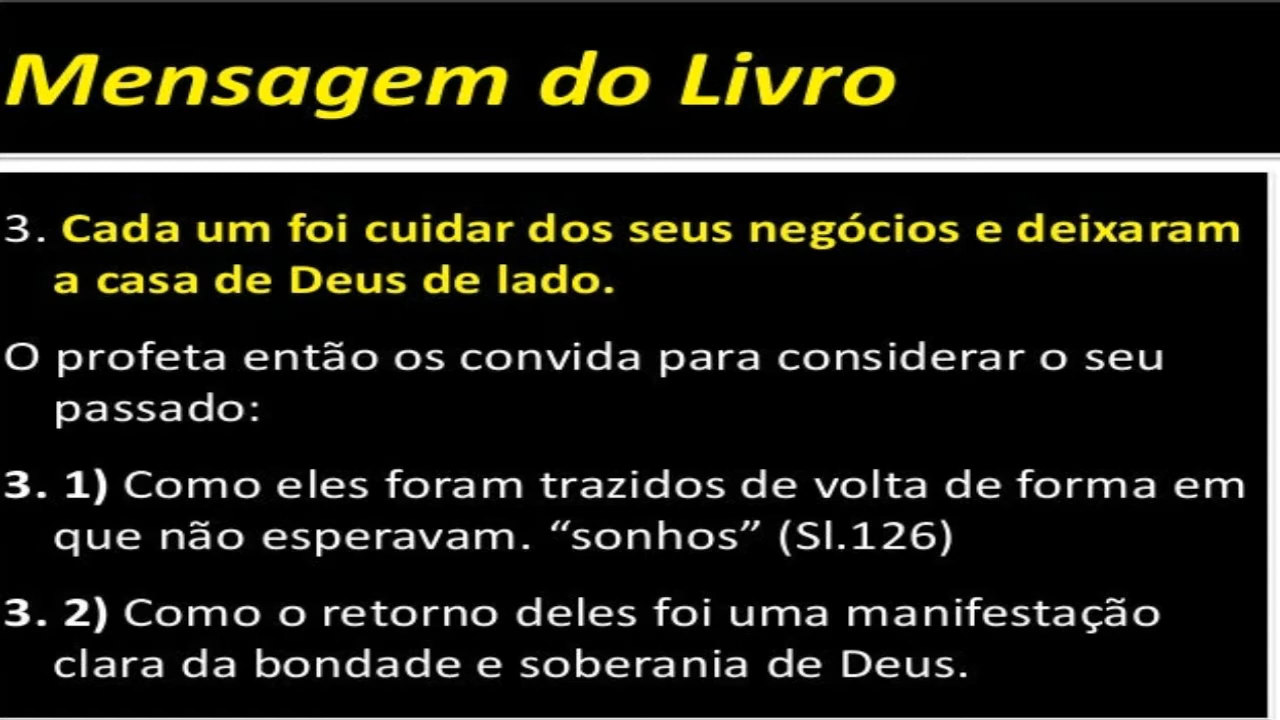 Mensagem do Livro
3. Cada um foi cuidar dos seus negócios e deixaram
a casa de Deus de lado.
O profeta então os convida para considerar o seu
passado:
3. 1) Como eles foram trazidos de volta de forma em
que não esperavam. “sonhos” (Sl.126)
3. 2) Como o retorno deles foi uma manifestação
clara da bondade e soberania de Deus.